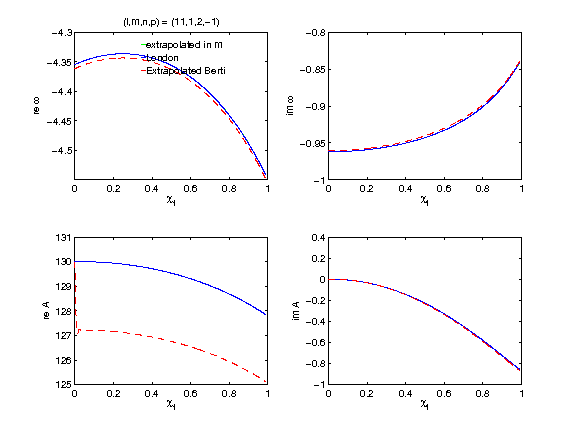 (l,m,n,p) = (11,1,2,−1)
extrapolated in M
London
Extrapolated Berti
−4.3
−4.35
−4.4
−4.45
−4.5
re ω
0 0.2 0.4 0.6 0.8 1
χf
−0.8
−0.85
−0.9
−0.95
−1
im ω
0 0.2 0.4 0.6 0.8 1
χf
131
130
129
128
127
126
125
re A
0 0.2 0.4 0.6 0.8 1
χf
0.4
0.2
0
−0.2
−0.4
−0.6
−0.8
−1
im A
0 0.2 0.4 0.6 0.8 1
χf